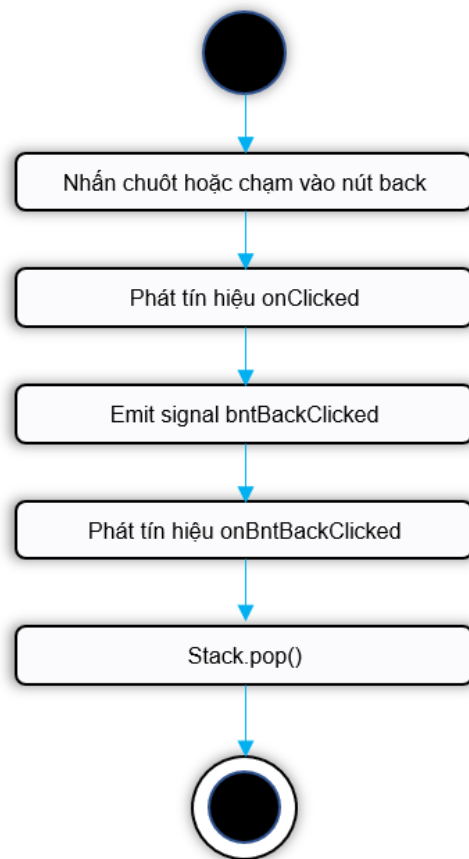 Nhấn chuôt hoặc chạm vào nút back
Phát tín hiệu onClicked
Emit signal bntBackClicked
Phát tín hiệu onBntBackClicked
Stack.pop()